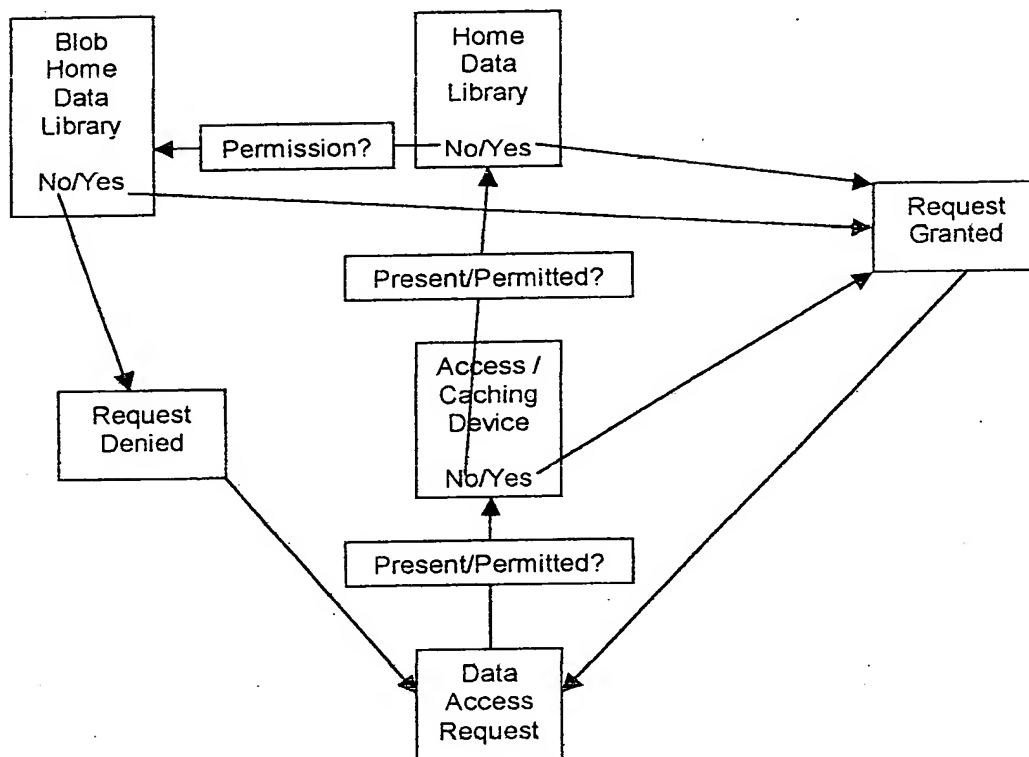 Blob
Home
Data
Library
No/Yes
Permission?
Home
Data
Library
No/Yes
Request
Granted
Present/Permitted?
Access /
Caching
Device
No/Yes
Request
Denied
Present/Permitted?
Data
Access
Request